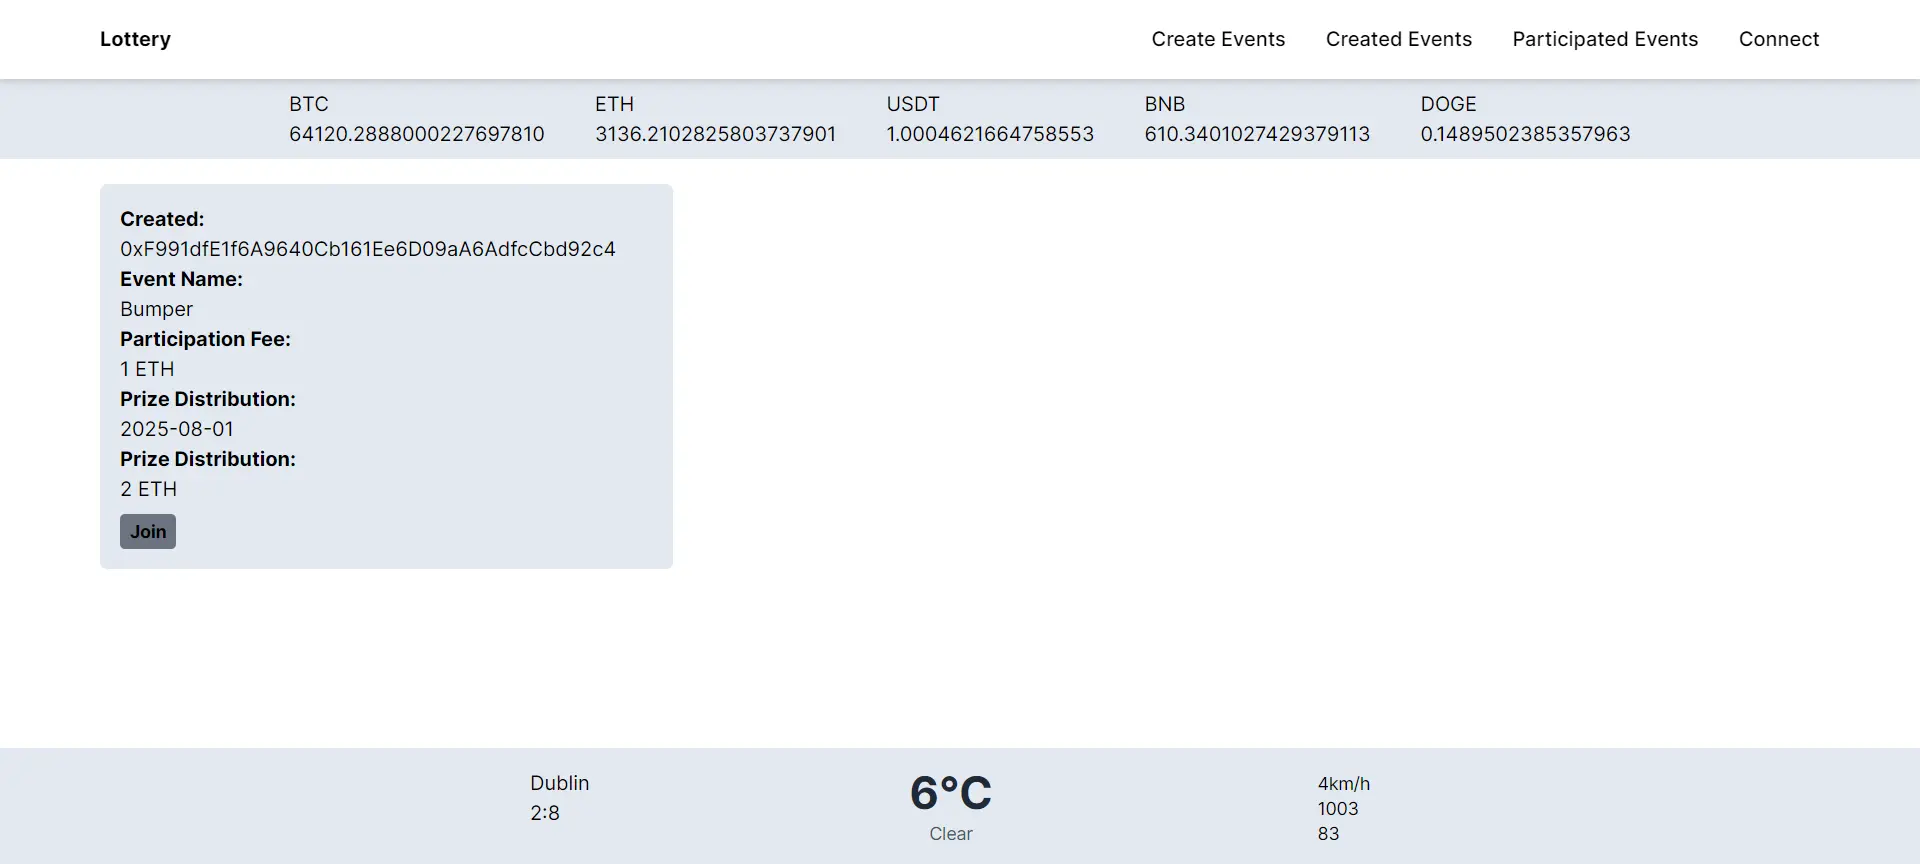 Lottery
Create Events
Created Events
Participated Events
Connect
BTC
64120.2888000227697810
ETH
3136.2102825803737901
USDT
1.0004621664758553
BNB
610.3401027429379113
DOGE
0.1489502385357963
Created:
0xF991dfE1f6A9640Cb161Ee6D09aA6AdfcCbd92c4
Event Name:
Bumper
Participation Fee:
1 ETH
Prize Distribution:
2025-08-01
Prize Distribution:
2 ETH
Join
Dublin
2:8
6°C
Clear
4km/h
1003
83